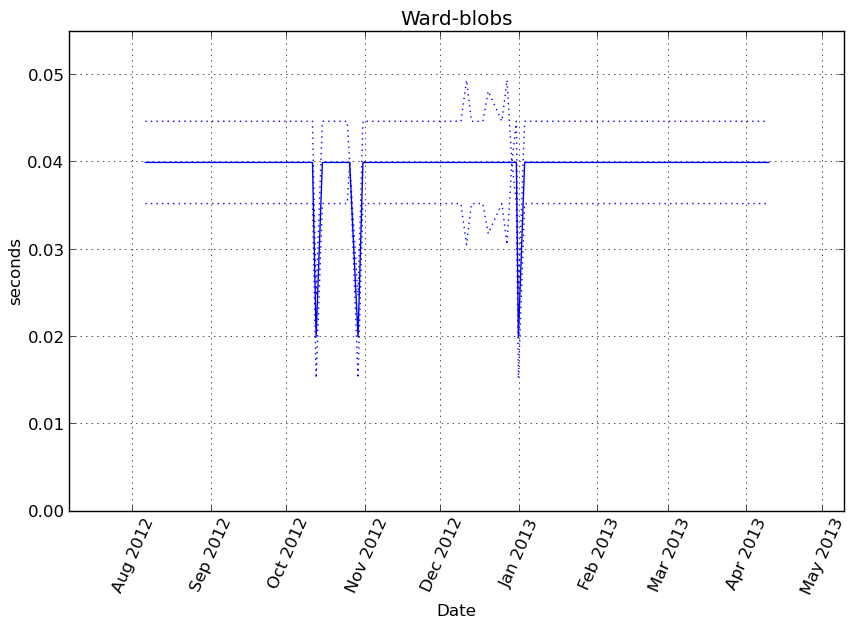 Ward-blobs
0.05
0.04
0.03
0.02
0.01
0.00
seconds
Aug 2012
Sep 2012
Oct 2012
Nov 2012
Dec 2012
Jan 2013
Feb 2013
Mar 2013
Apr 2013
May 2013
Date